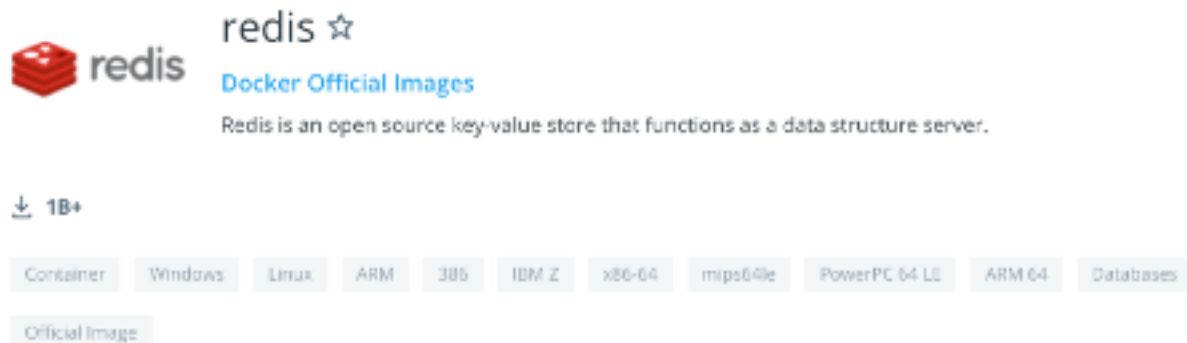 redis
redis
Docker Official Images
Redis is an open source key-value store that functions as a data structure server.
1B+
Container Windows Linux ARM 386 IBM Z x86-64 mips64le PowerPC 64 LE ARM 64 Databases
Official Image